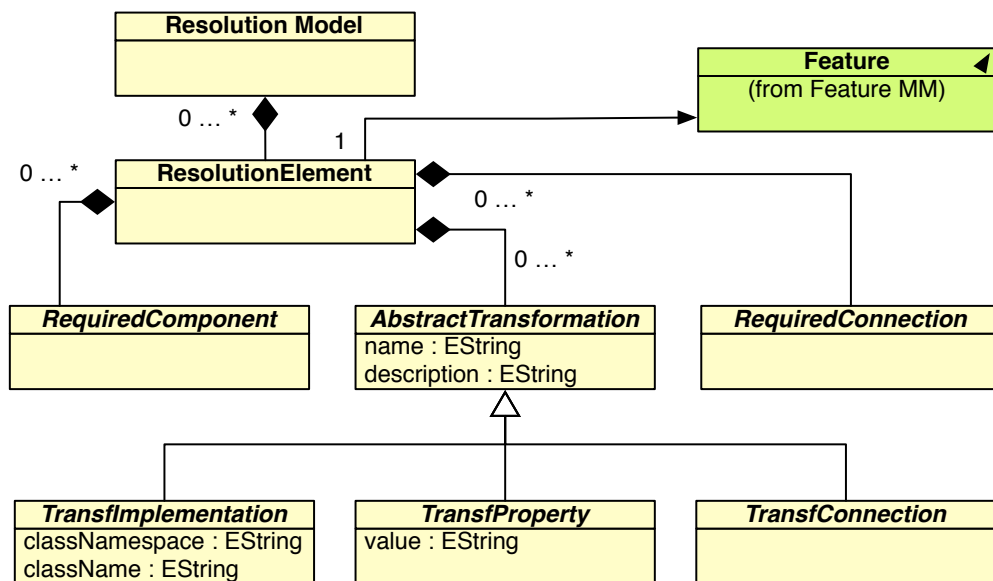 Resolution Model
Feature
(from Feature MM)
0 … *
1
0 … *
ResolutionElement
0 … *
0 … *
RequiredComponent
AbstractTransformation
name : EString
description : EString
RequiredConnection
TransfImplementation
classNamespace : EString
className : EString
TransfProperty
value : EString
TransfConnection